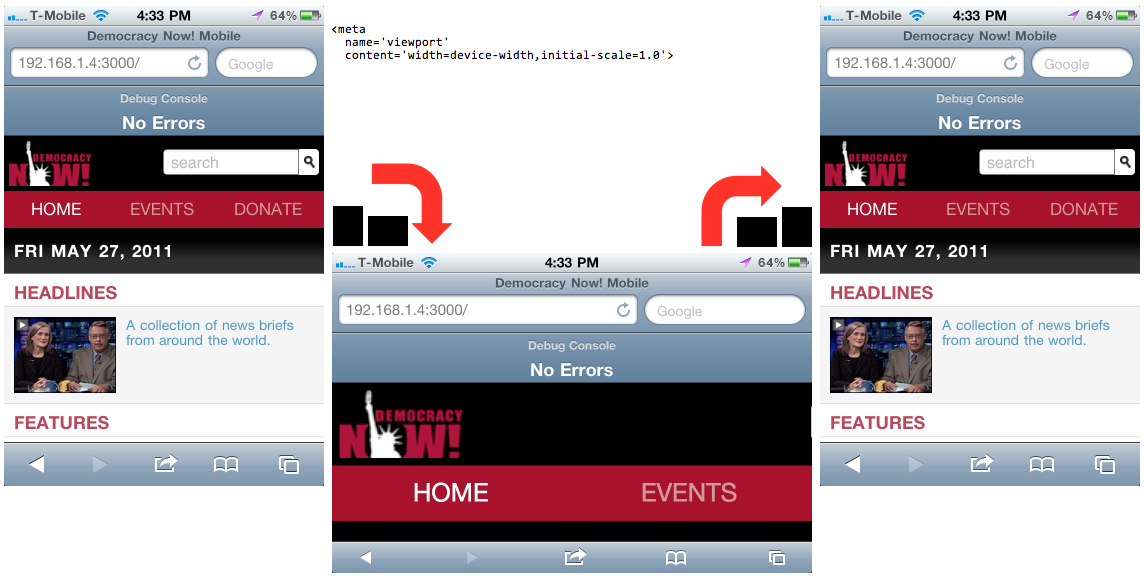 T-Mobile 4:33 PM 64%
Democracy Now! Mobile
192.168.1.4:3000/ Google
Debug Console
No Errors
DEMOCRACY
NOW!
search
HOME EVENTS DONATE
FRI MAY 27, 2011
HEADLINES
A collection of news briefs
from around the world.
FEATURES
<meta
name='viewport'
content='width=device-width,initial-scale=1.0'>
T-Mobile 4:33 PM 64%
Democracy Now! Mobile
192.168.1.4:3000/ Google
Debug Console
No Errors
DEMOCRACY
NOW!
HOME EVENTS
T-Mobile 4:33 PM 64%
Democracy Now! Mobile
192.168.1.4:3000/ Google
Debug Console
No Errors
DEMOCRACY
NOW!
search
HOME EVENTS DONATE
FRI MAY 27, 2011
HEADLINES
A collection of news briefs
from around the world.
FEATURES